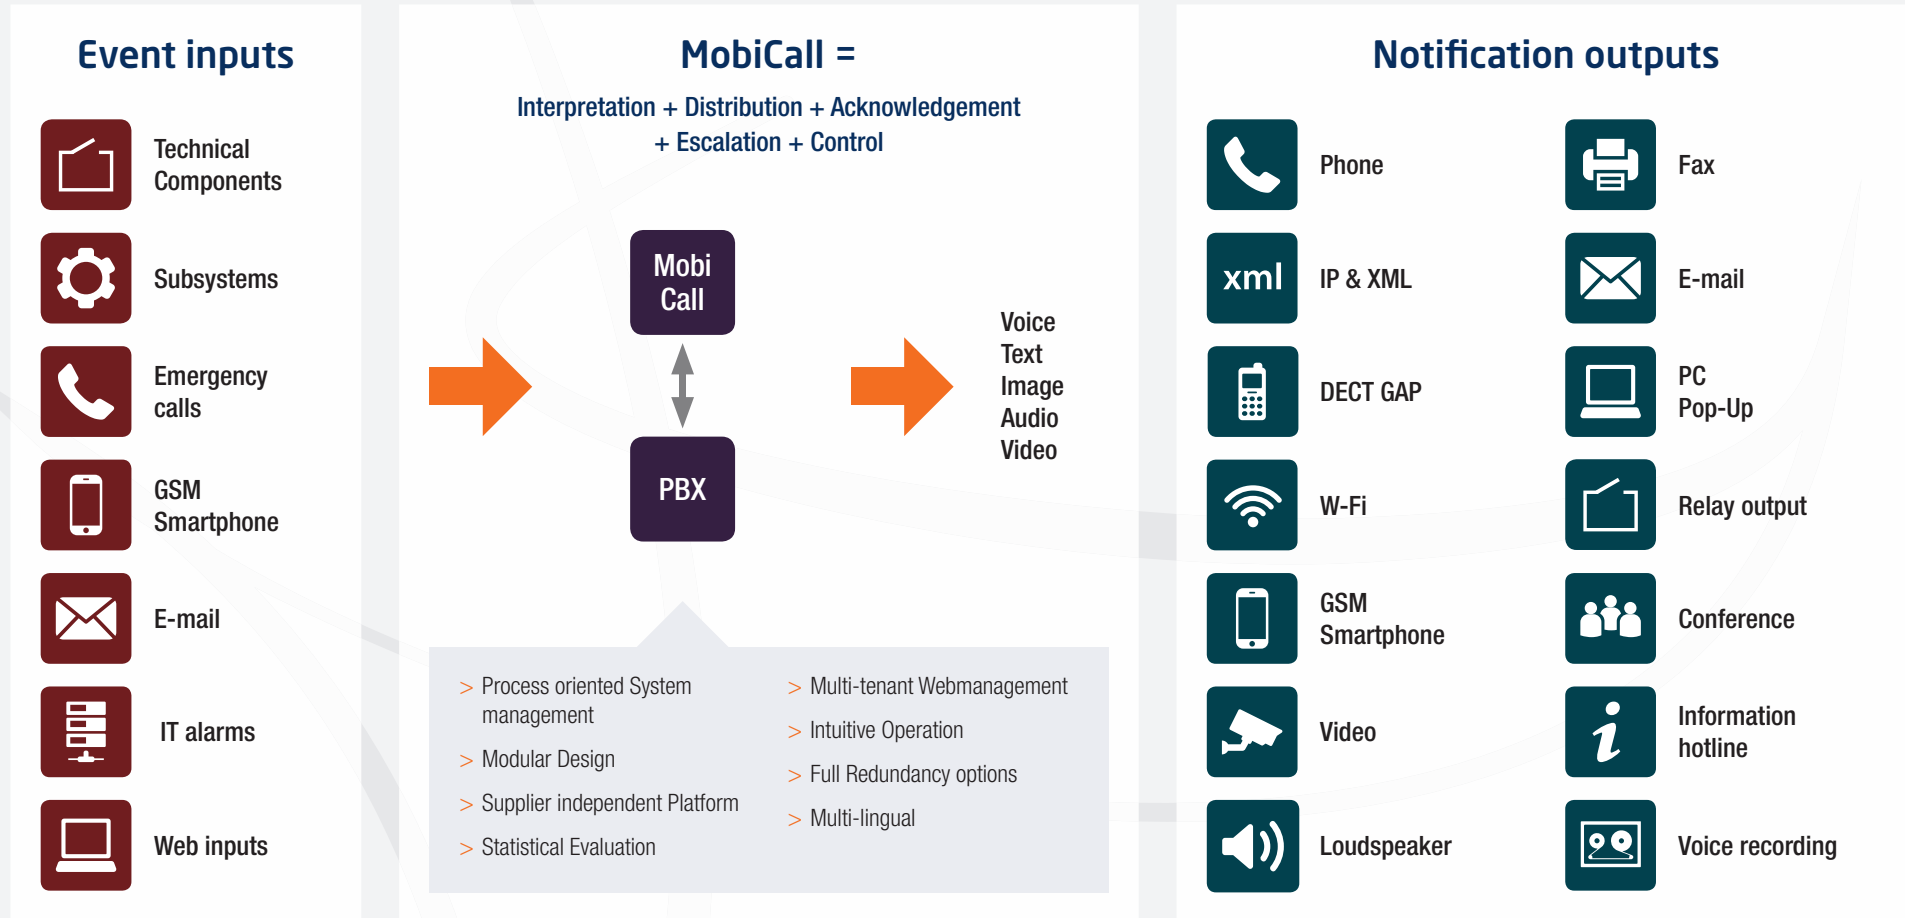 Event inputs
Technical
Components
Subsystems
Emergency
calls
GSM
Smartphone
E-mail
IT alarms
Web inputs
MobiCall =
Interpretation + Distribution + Acknowledgement
+ Escalation + Control
Mobi
Call
PBX
Voice
Text
Image
Audio
Video
> Process oriented System
management
> Modular Design
> Supplier independent Platform
> Statistical Evaluation
> Multi-tenant Webmanagement
> Intuitive Operation
> Full Redundancy options
> Multi-lingual
Notification outputs
Phone
xml
IP & XML
DECT GAP
W-Fi
GSM
Smartphone
Video
Loudspeaker
Fax
E-mail
PC
Pop-Up
Relay output
Conference
i
Information
hotline
Voice recording